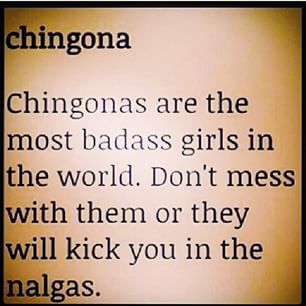 chingona
Chingonas are the
most badass girls in
the world. Don't mess
with them or they
will kick you in the
nalgas.